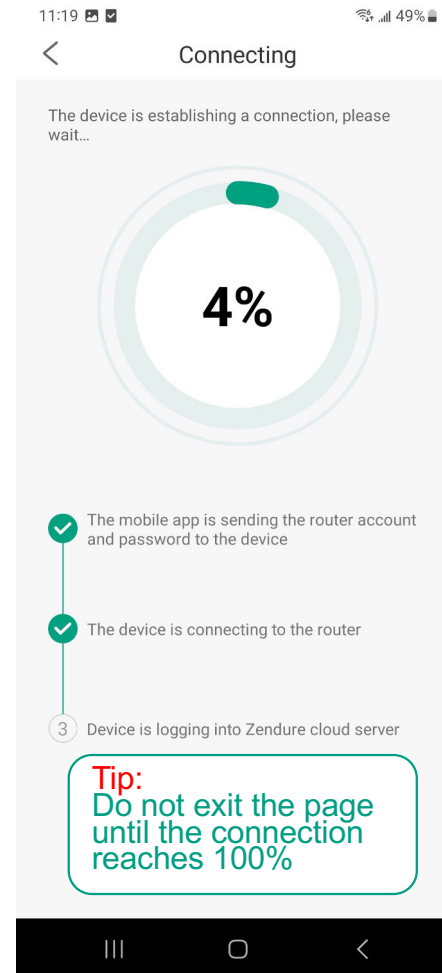 11:19 49%
Connecting
The device is establishing a connection, please
wait…
4%
The mobile app is sending the router account
and password to the device
The device is connecting to the router
3 Device is logging into Zendure cloud server
Tip:
Do not exit the page
until the connection
reaches 100%